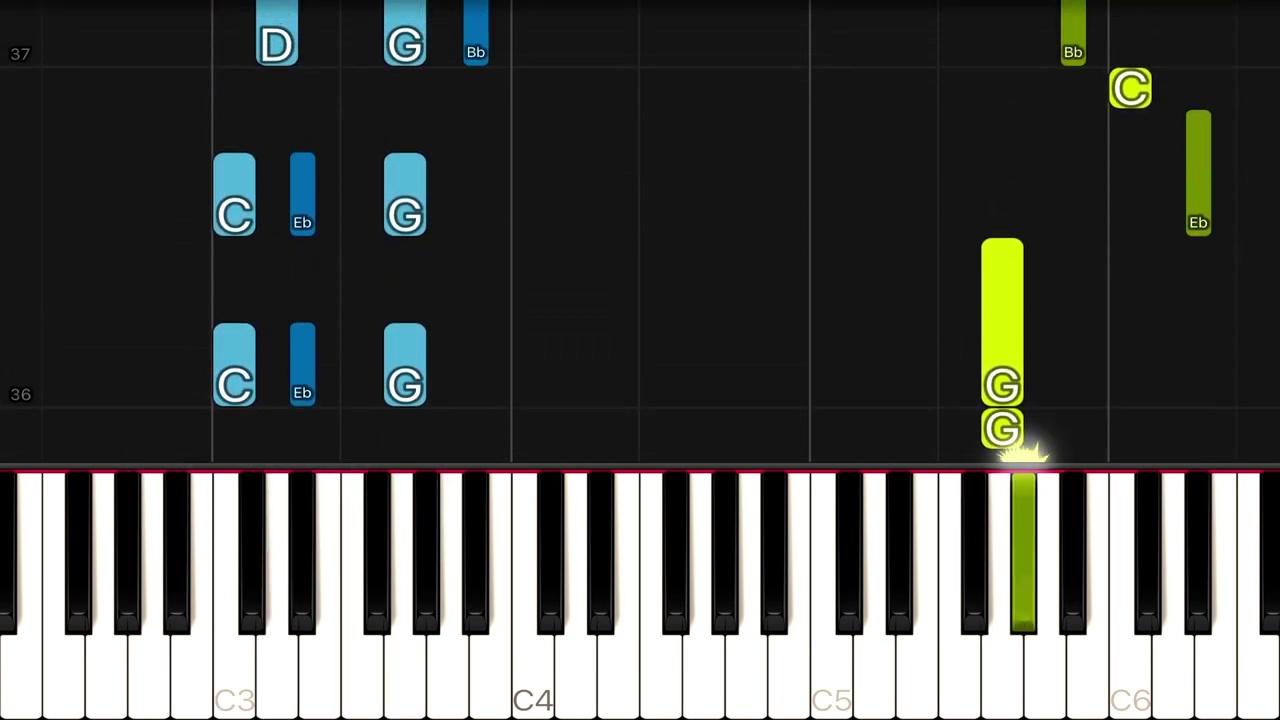 37 D G Bb Bb
C
C Eb G Eb
36 C Eb G G
G
C3 C4 C5 C6